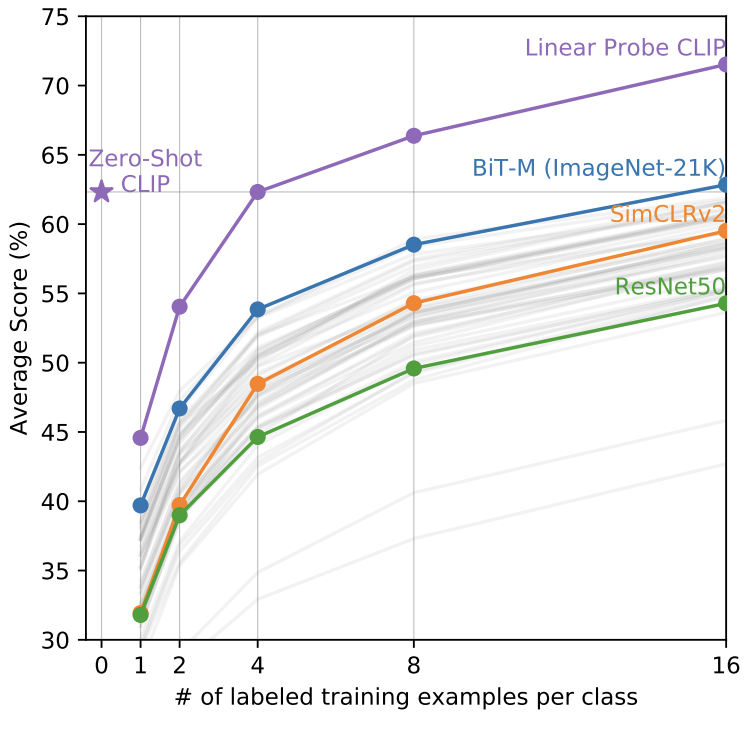 75
70
65
60
55
50
45
40
35
30
Average Score (%)
Linear Probe CLIP
Zero-Shot
CLIP
BiT-M (ImageNet-21K)
SimCLRv2
ResNet50
0 1 2 4 8 16
# of labeled training examples per class